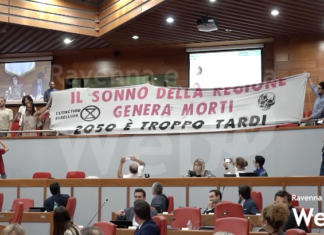 IL SONNO DELLA REGIONE
GENERA MORTI
2050 È TROPPO TARDI
EXTINCTION
REBELLION
Ravenna
We